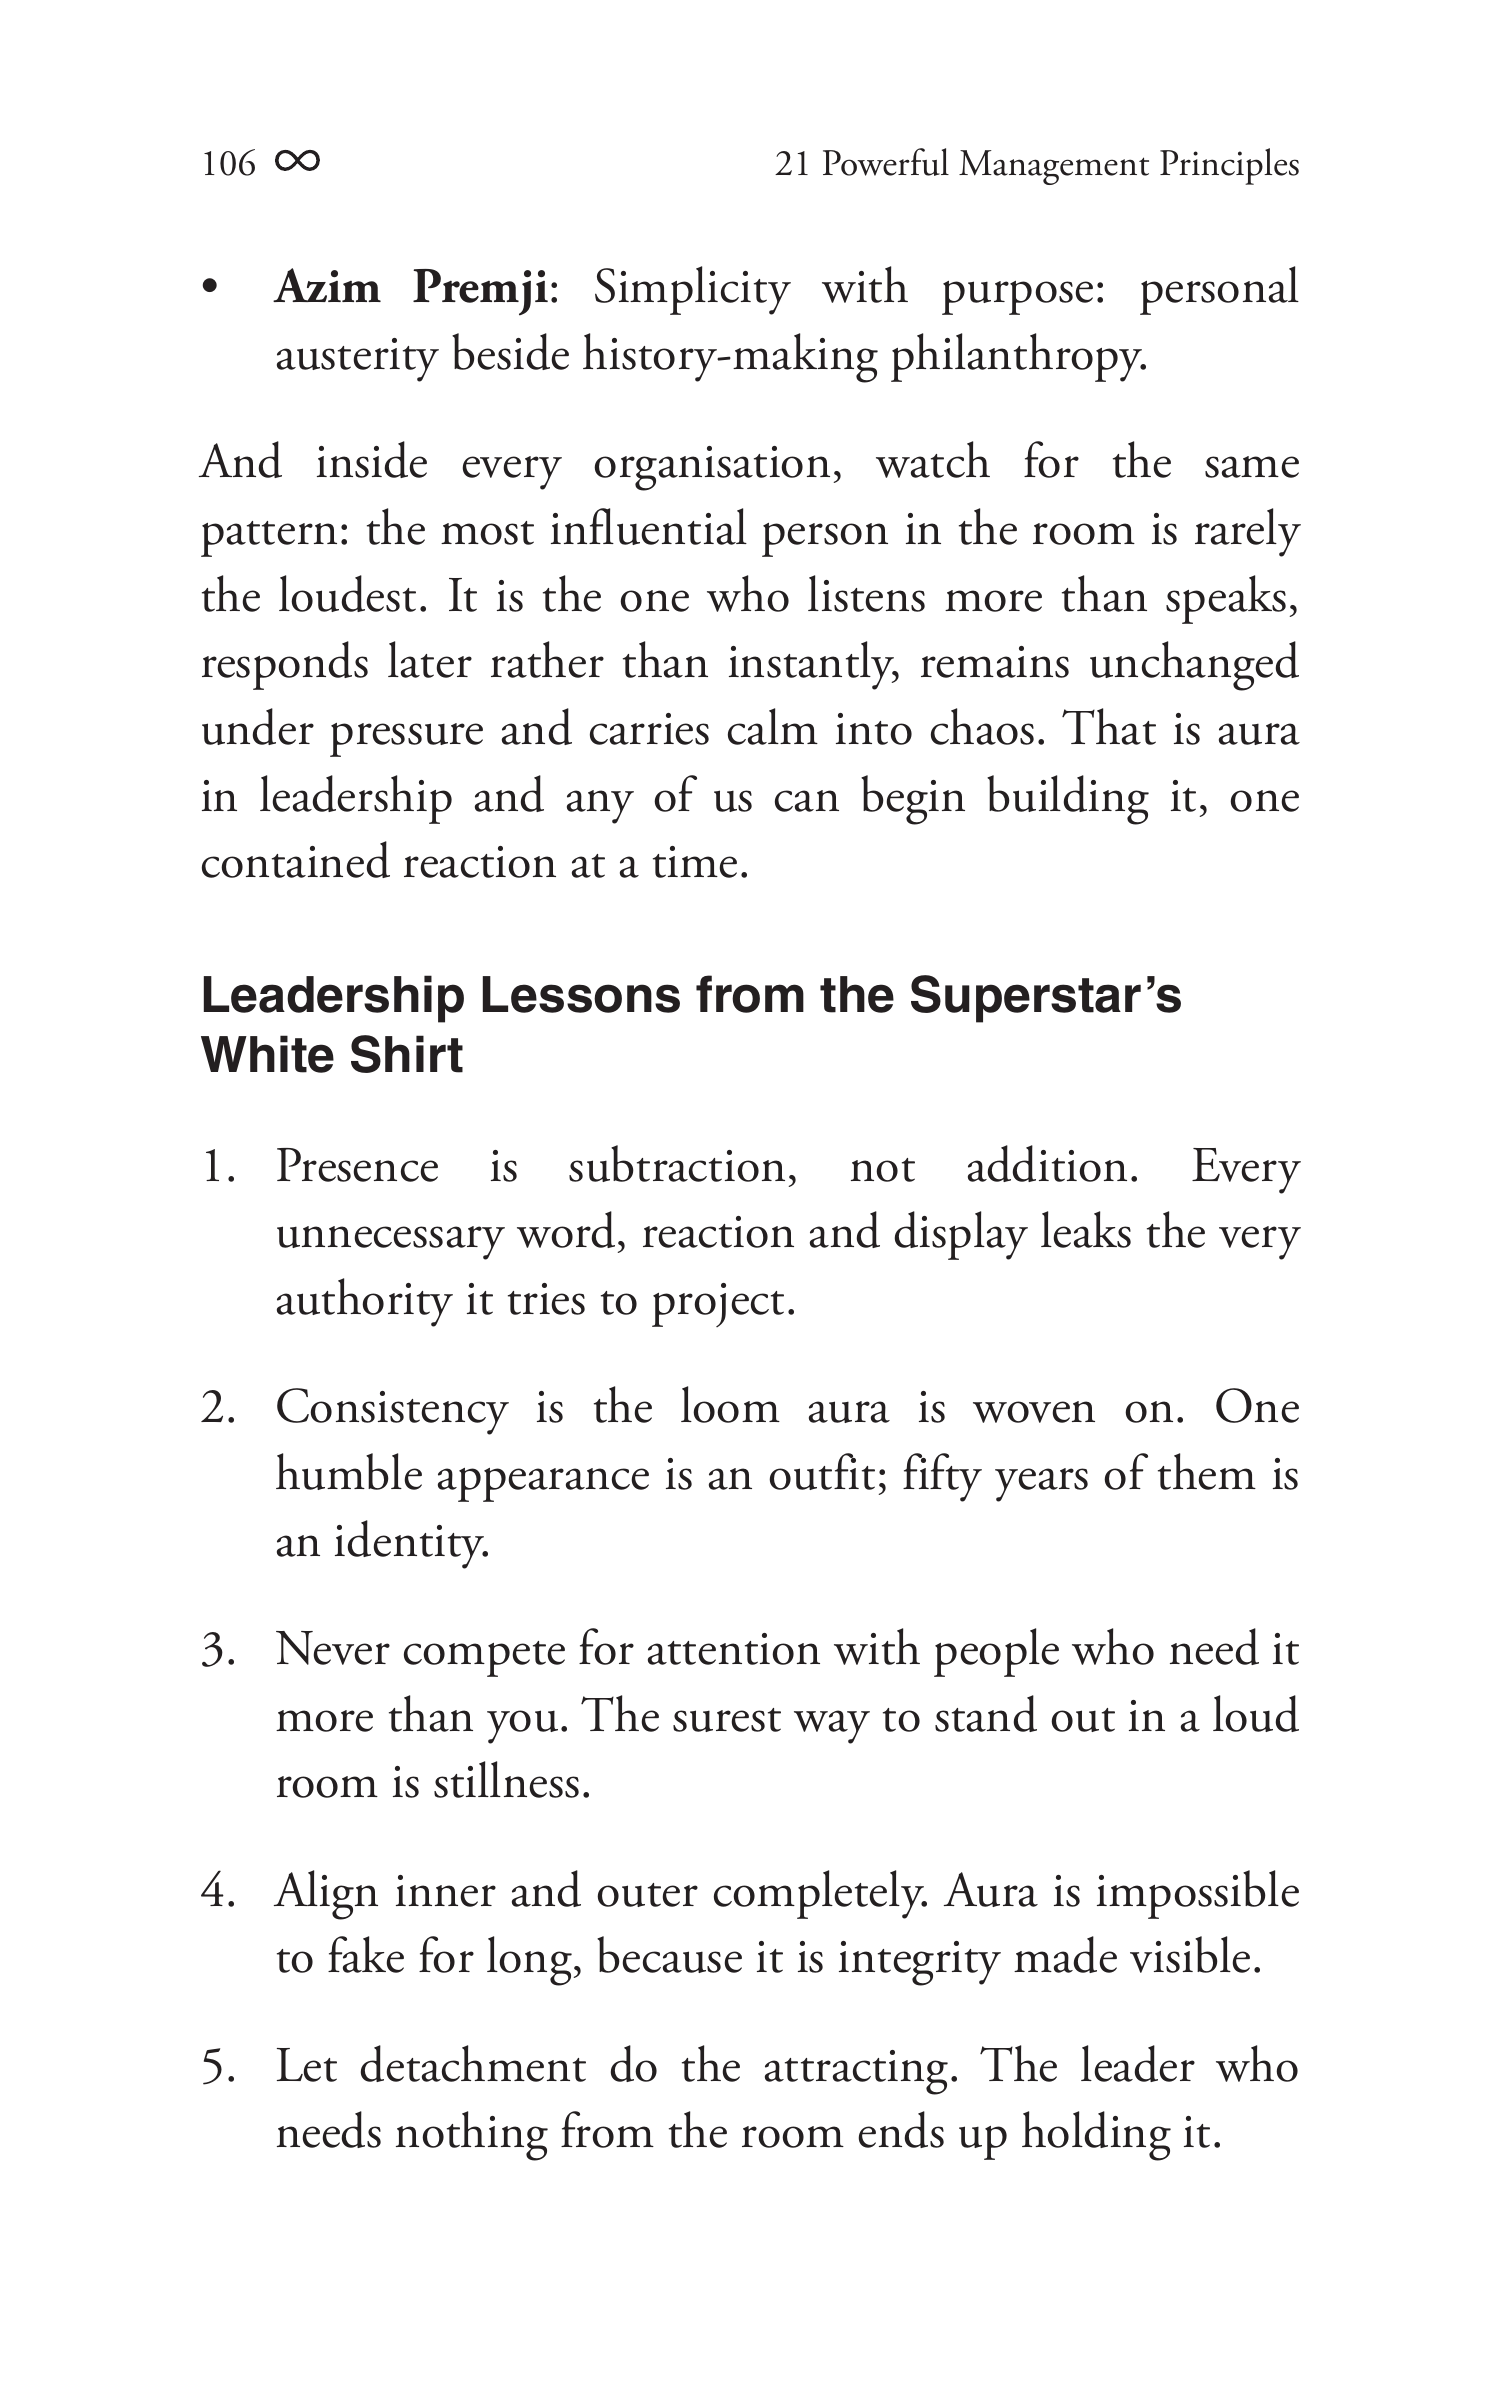 106 ∞ 21 Powerful Management Principles
• Azim Premji: Simplicity with purpose: personal
austerity beside history-making philanthropy.
And inside every organisation, watch for the same
pattern: the most influential person in the room is rarely
the loudest. It is the one who listens more than speaks,
responds later rather than instantly, remains unchanged
under pressure and carries calm into chaos. That is aura
in leadership and any of us can begin building it, one
contained reaction at a time.
Leadership Lessons from the Superstar’s
White Shirt
1. Presence is subtraction, not addition. Every
unnecessary word, reaction and display leaks the very
authority it tries to project.
2. Consistency is the loom aura is woven on. One
humble appearance is an outfit; fifty years of them is
an identity.
3. Never compete for attention with people who need it
more than you. The surest way to stand out in a loud
room is stillness.
4. Align inner and outer completely. Aura is impossible
to fake for long, because it is integrity made visible.
5. Let detachment do the attracting. The leader who
needs nothing from the room ends up holding it.